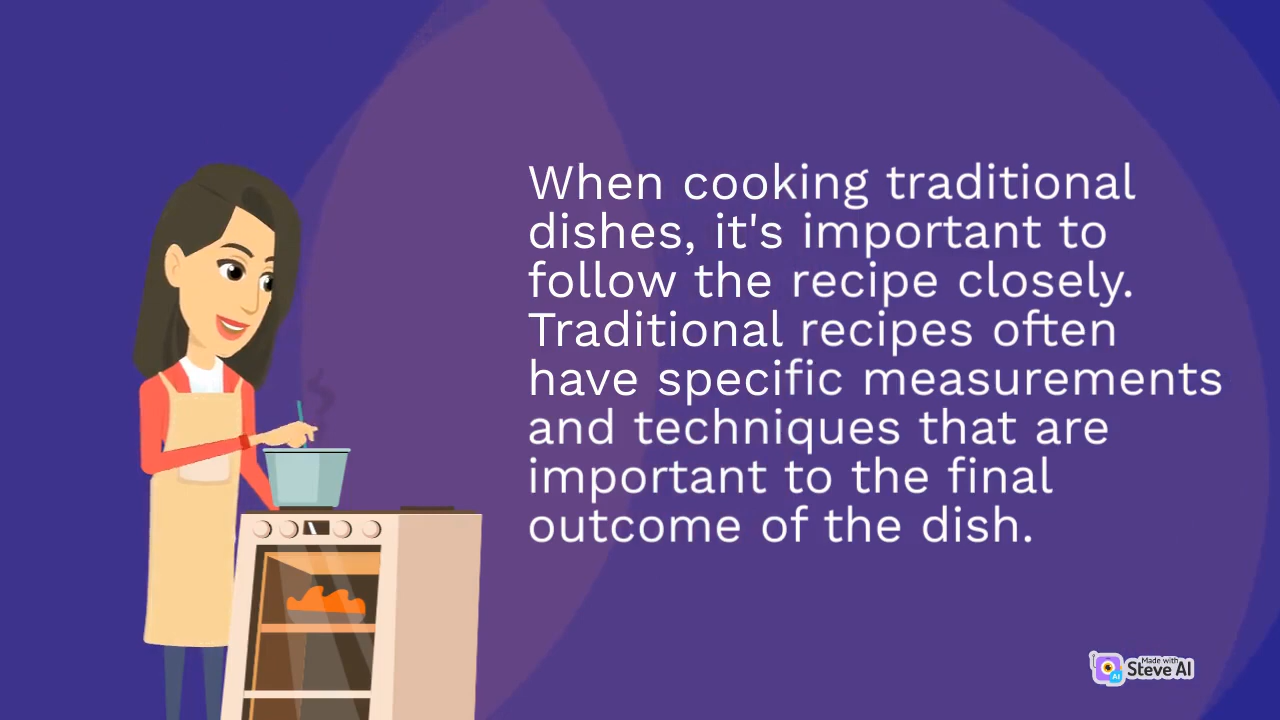 When cooking traditional
dishes, it's important to
follow the recipe closely.
Traditional recipes often
have specific measurements
and techniques that are
important to the final
outcome of the dish.
Made with
Steve AI
AI